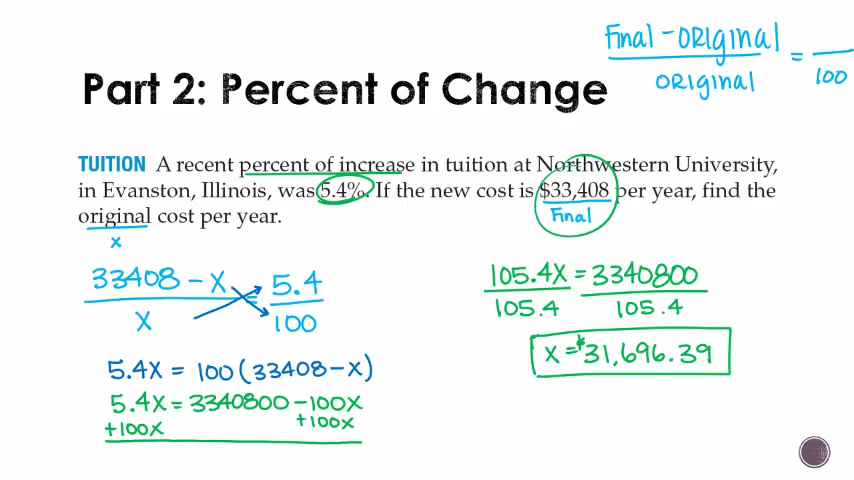 Final - Original
Original
=
100
Part 2: Percent of Change
TUITION A recent percent of increase in tuition at Northwestern University,
in Evanston, Illinois, was 5.4%. If the new cost is $33,408 per year, find the
original cost per year.
Final
x
33408 - x
x
=
5.4
100
5.4x = 100(33408 - x)
5.4x = 3340800 - 100x
+100x +100x
105.4x = 3340800
105.4 105.4
x = $31,696.39